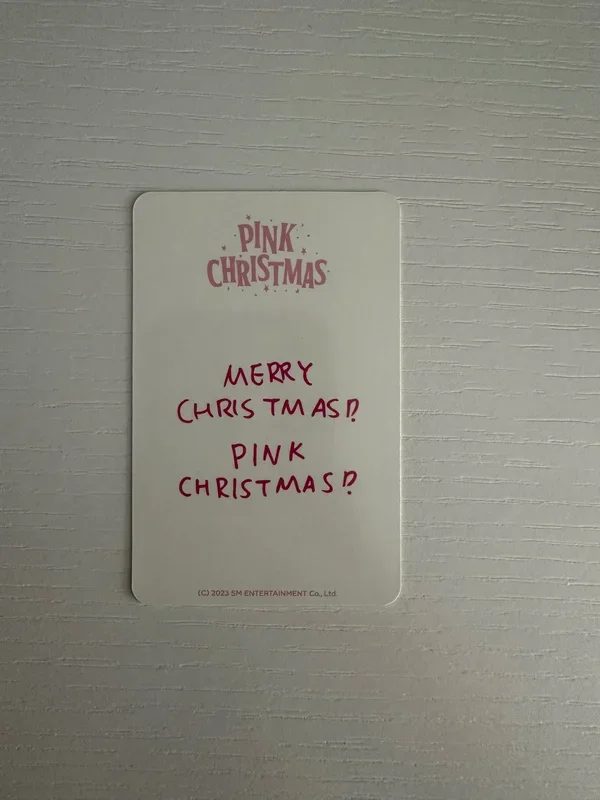 PINK
CHRISTMAS
MERRY
CHRISTMAS!?
PINK
CHRISTMAS!?
(C) 2023 SM ENTERTAINMENT Co., Ltd.